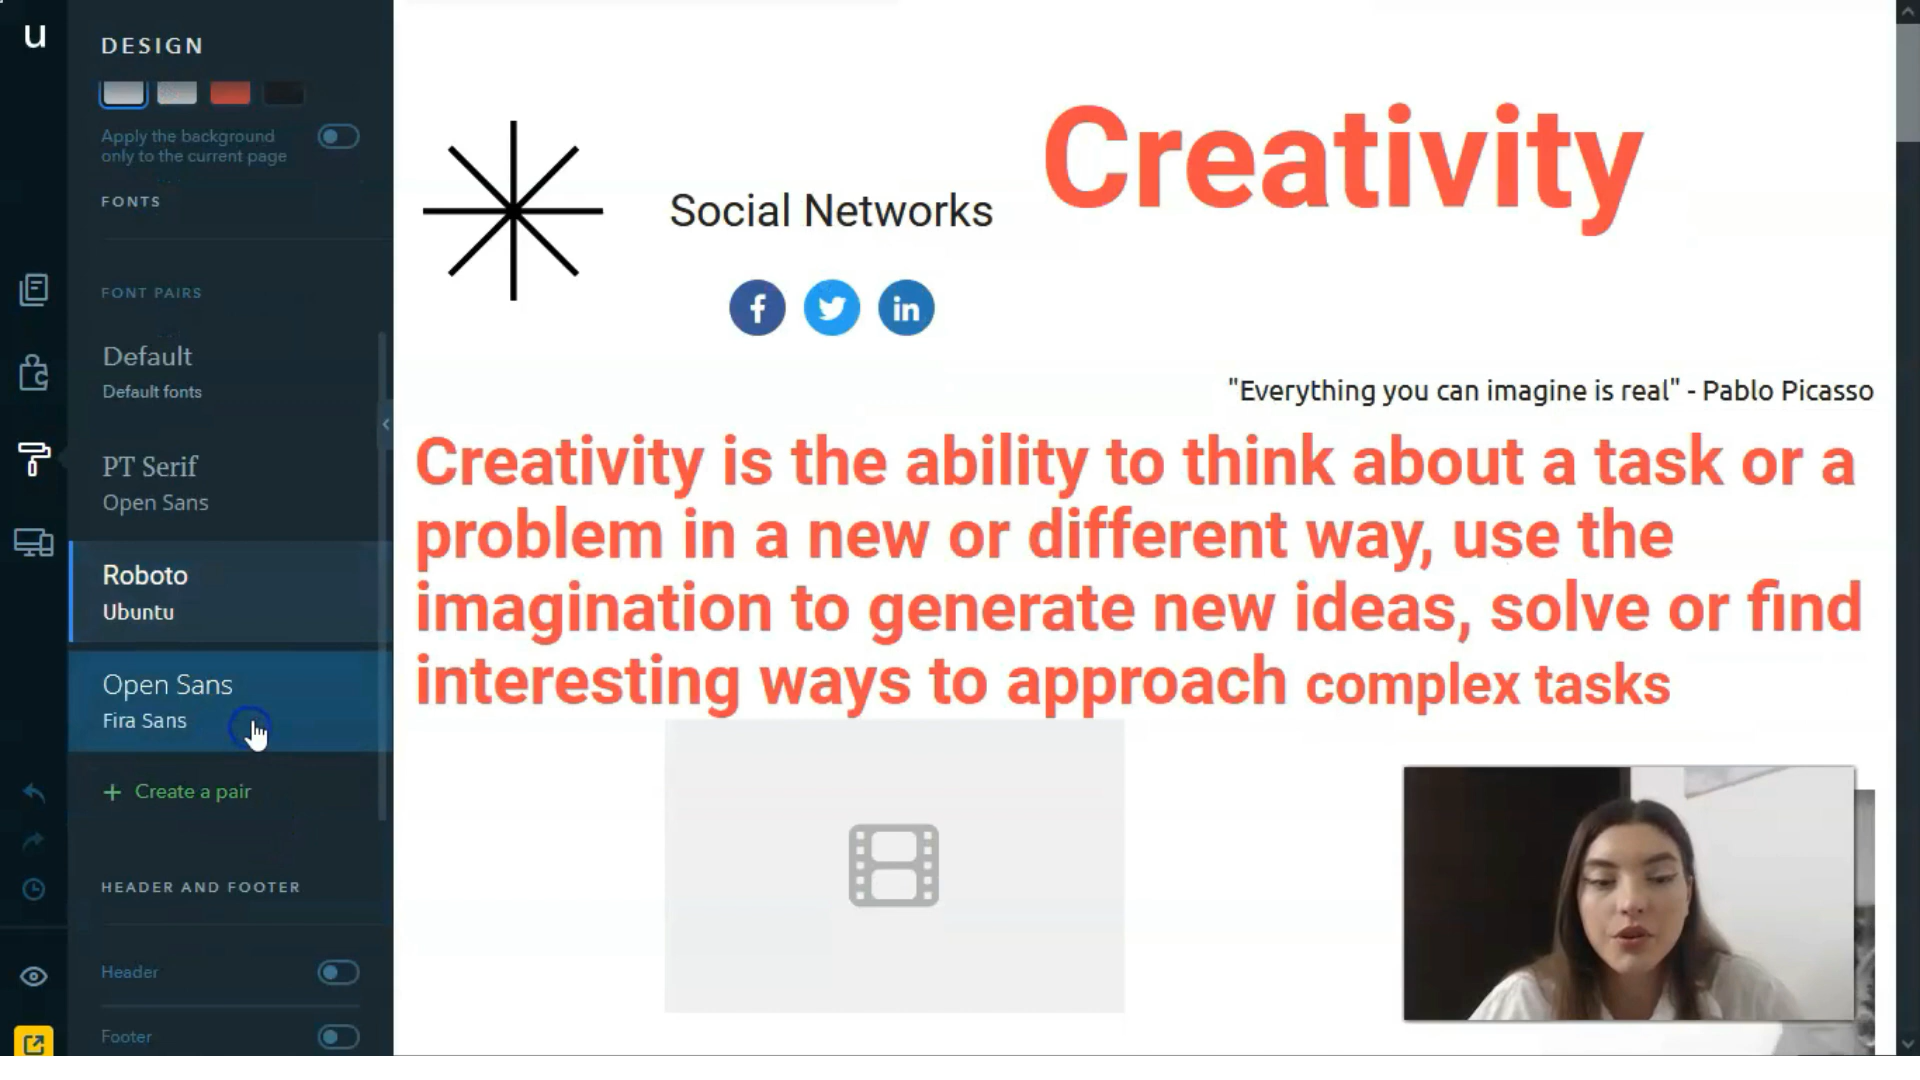 u
DESIGN
Apply the background
only to the current page
FONTS
FONT PAIRS
Default
Default fonts
PT Serif
Open Sans
Roboto
Ubuntu
Open Sans
Fira Sans
+ Create a pair
HEADER AND FOOTER
Header
Footer
Creativity
Social Networks
f
in
"Everything you can imagine is real" - Pablo Picasso
Creativity is the ability to think about a task or a
problem in a new or different way, use the
imagination to generate new ideas, solve or find
interesting ways to approach complex tasks